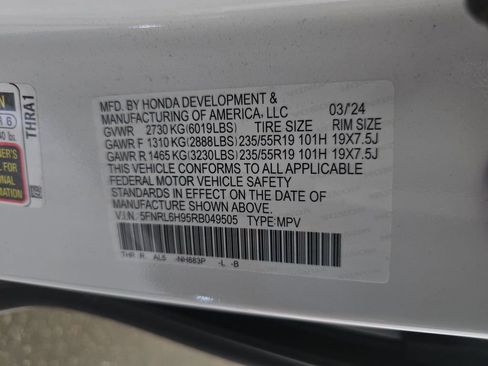 MFD. BY HONDA DEVELOPMENT &
MANUFACTURING OF AMERICA, LLC 03/24
GVWR 2730 KG(6019LBS) TIRE SIZE RIM SIZE
GAWR F 1310 KG(2888LBS) 235/55R19 101H 19X7.5J
GAWR R 1465 KG(3230LBS) 235/55R19 101H 19X7.5J
THIS VEHICLE CONFORMS TO ALL APPLICABLE
FEDERAL MOTOR VEHICLE SAFETY
STANDARDS IN EFFECT ON THE DATE OF
MANUFACTURE SHOWN ABOVE.
V.I.N. 5FNRL6H95RB049505 TYPE:MPV
THR R AL5 -NH883P -L -B
THRA1